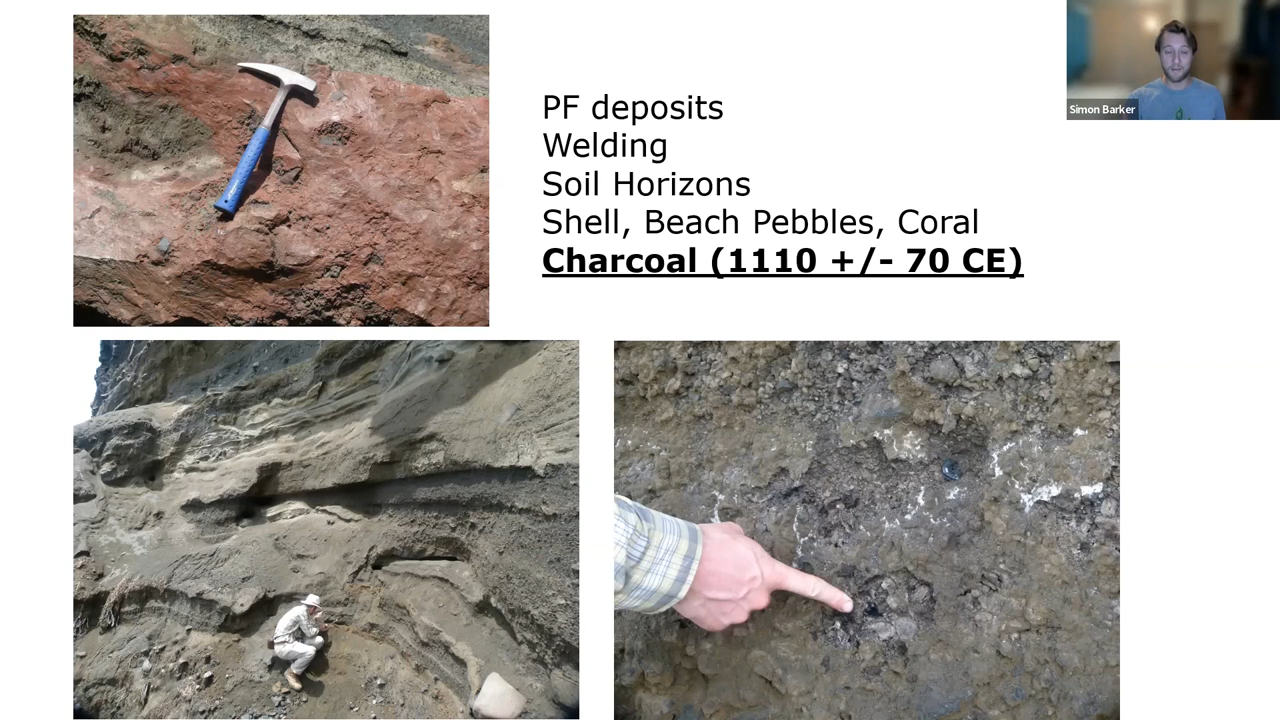 PF deposits
Welding
Soil Horizons
Shell, Beach Pebbles, Coral
Charcoal (1110 +/- 70 CE)
Simon Barker